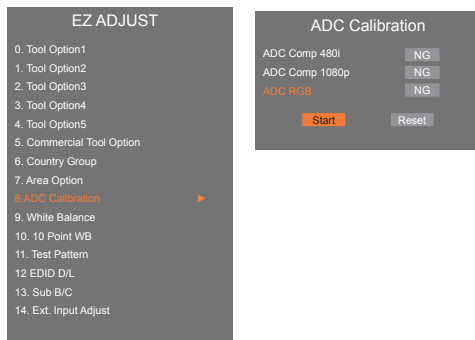 EZ ADJUST
0. Tool Option1
1. Tool Option2
2. Tool Option3
3. Tool Option4
4. Tool Option5
5. Commercial Tool Option
6. Country Group
7. Area Option
8.ADC Calibration ►
9. White Balance
10. 10 Point WB
11. Test Pattern
12 EDID D/L
13. Sub B/C
14. Ext. Input Adjust
ADC Calibration
ADC Comp 480i NG
ADC Comp 1080p NG
ADC RGB NG
Start Reset